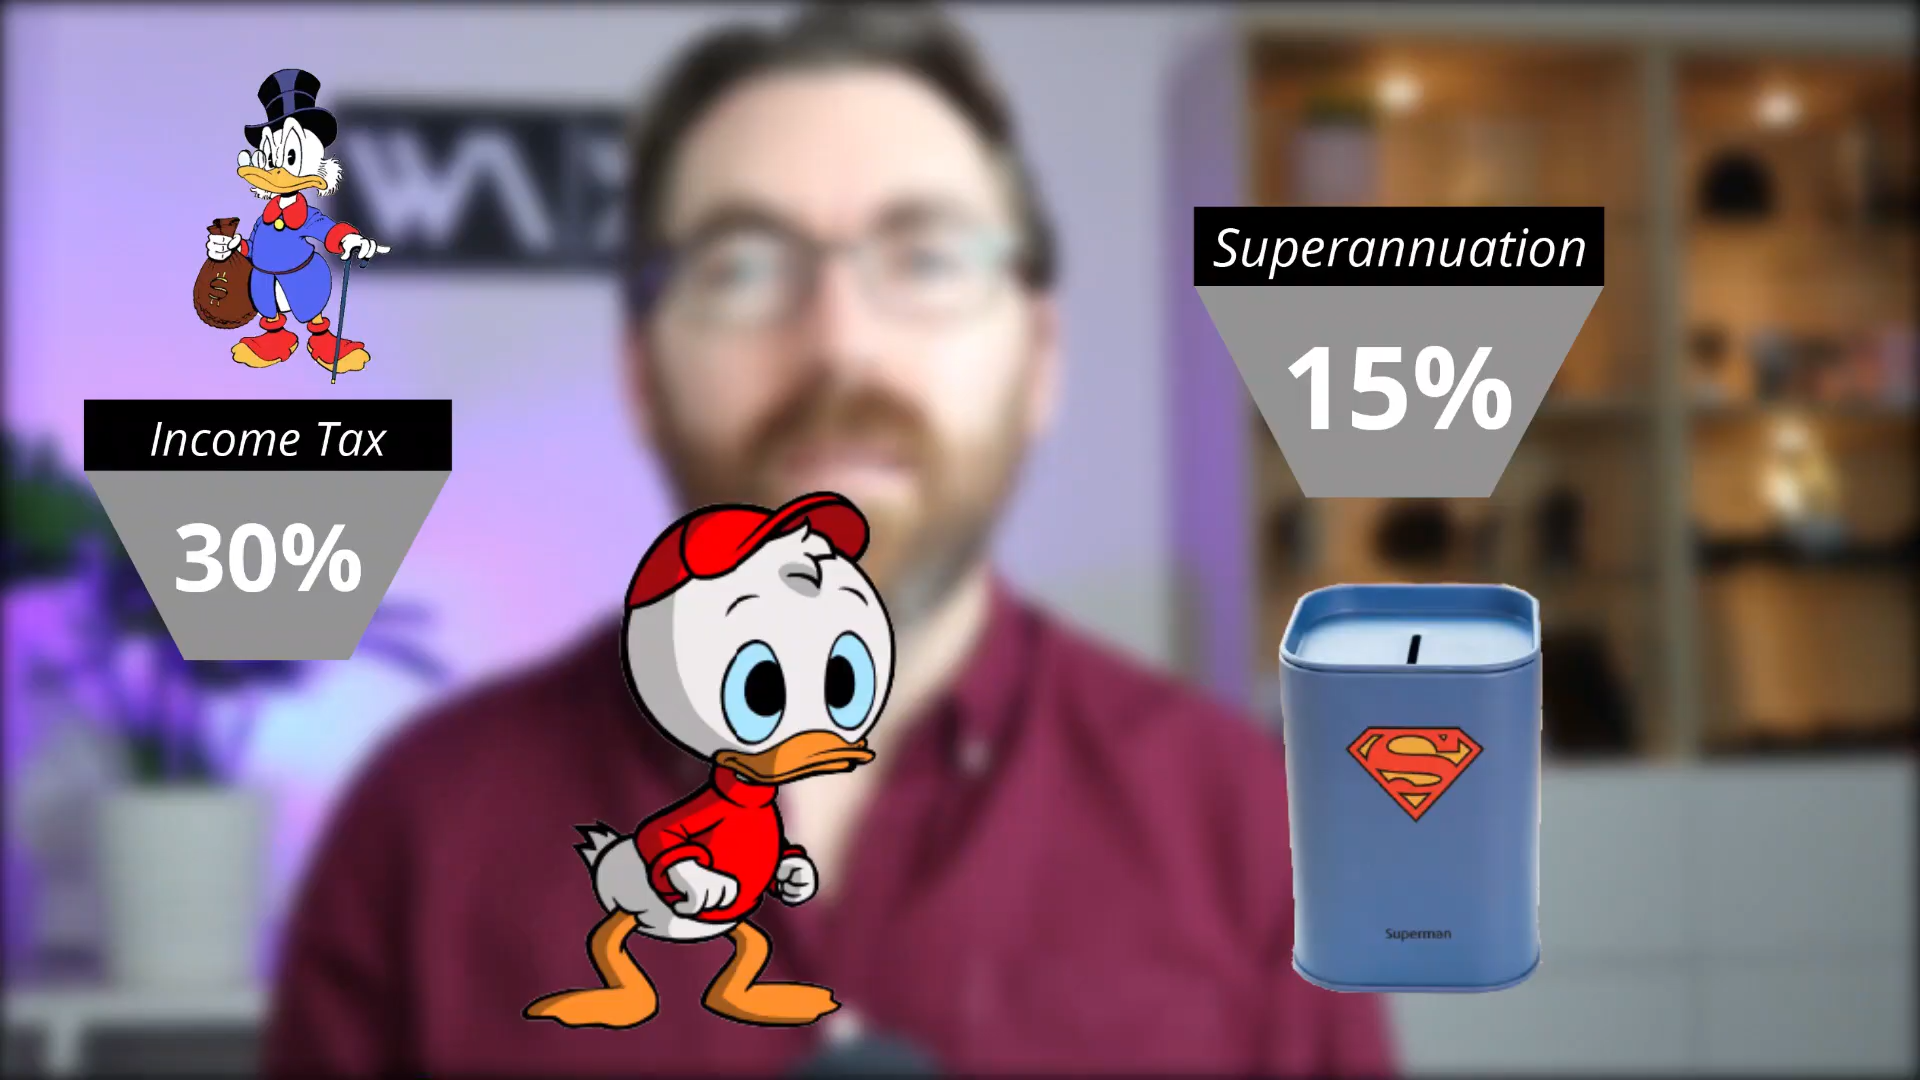 Superannuation
15%
Income Tax
30%
$
S
Superman